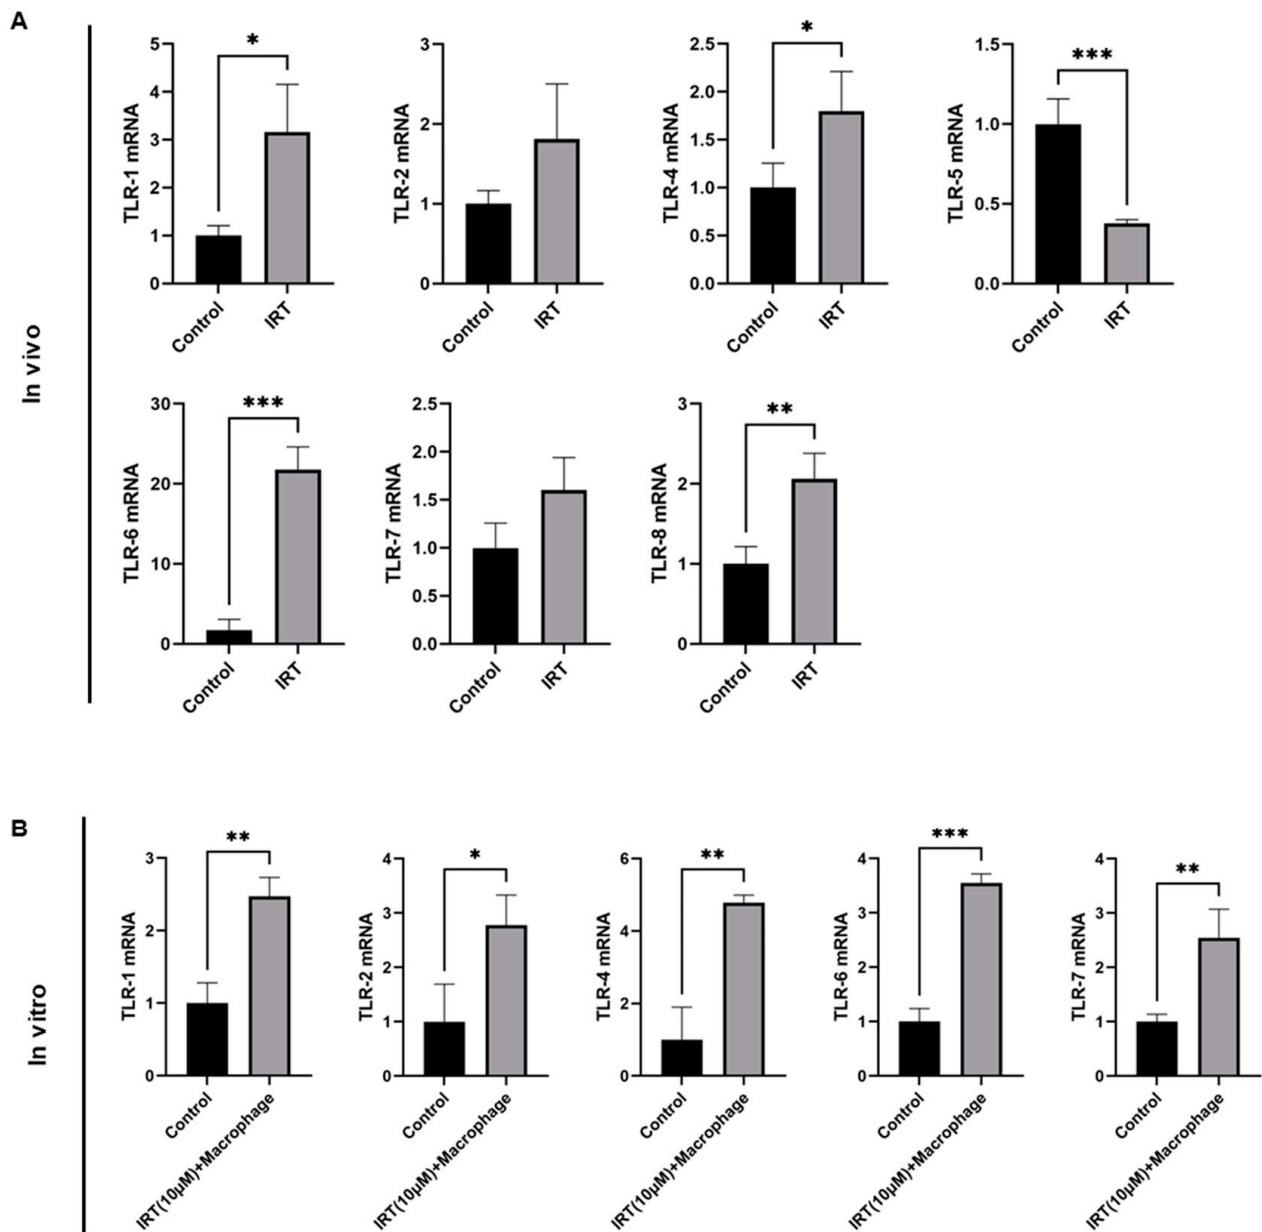 A
In vivo
*
TLR-1 mRNA
5
4
3
2
1
0
Control
IRT
TLR-2 mRNA
3
2
1
0
Control
IRT
*
TLR-4 mRNA
2.5
2.0
1.5
1.0
0.5
0.0
Control
IRT
***
TLR-5 mRNA
1.5
1.0
0.5
0.0
Control
IRT
***
TLR-6 mRNA
30
20
10
0
Control
IRT
TLR-7 mRNA
2.5
2.0
1.5
1.0
0.5
0.0
Control
IRT
**
TLR-8 mRNA
3
2
1
0
Control
IRT
B
In vitro
**
TLR-1 mRNA
3
2
1
0
Control
IRT(10μM)+Macrophage
*
TLR-2 mRNA
4
3
2
1
0
Control
IRT(10μM)+Macrophage
**
TLR-4 mRNA
6
4
2
0
Control
IRT(10μM)+Macrophage
***
TLR-6 mRNA
4
3
2
1
0
Control
IRT(10μM)+Macrophage
**
TLR-7 mRNA
4
3
2
1
0
Control
IRT(10μM)+Macrophage